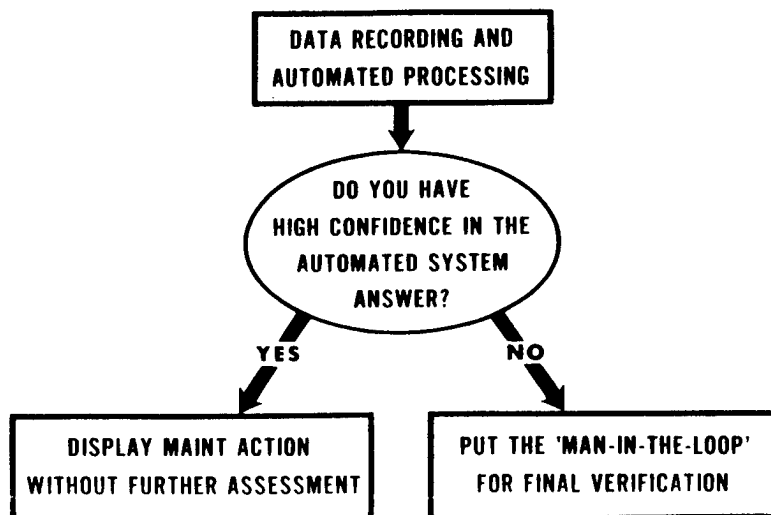 DATA RECORDING AND
AUTOMATED PROCESSING
DO YOU HAVE
HIGH CONFIDENCE IN THE
AUTOMATED SYSTEM
ANSWER?
YES
NO
DISPLAY MAINT ACTION
WITHOUT FURTHER ASSESSMENT
PUT THE 'MAN-IN-THE-LOOP'
FOR FINAL VERIFICATION